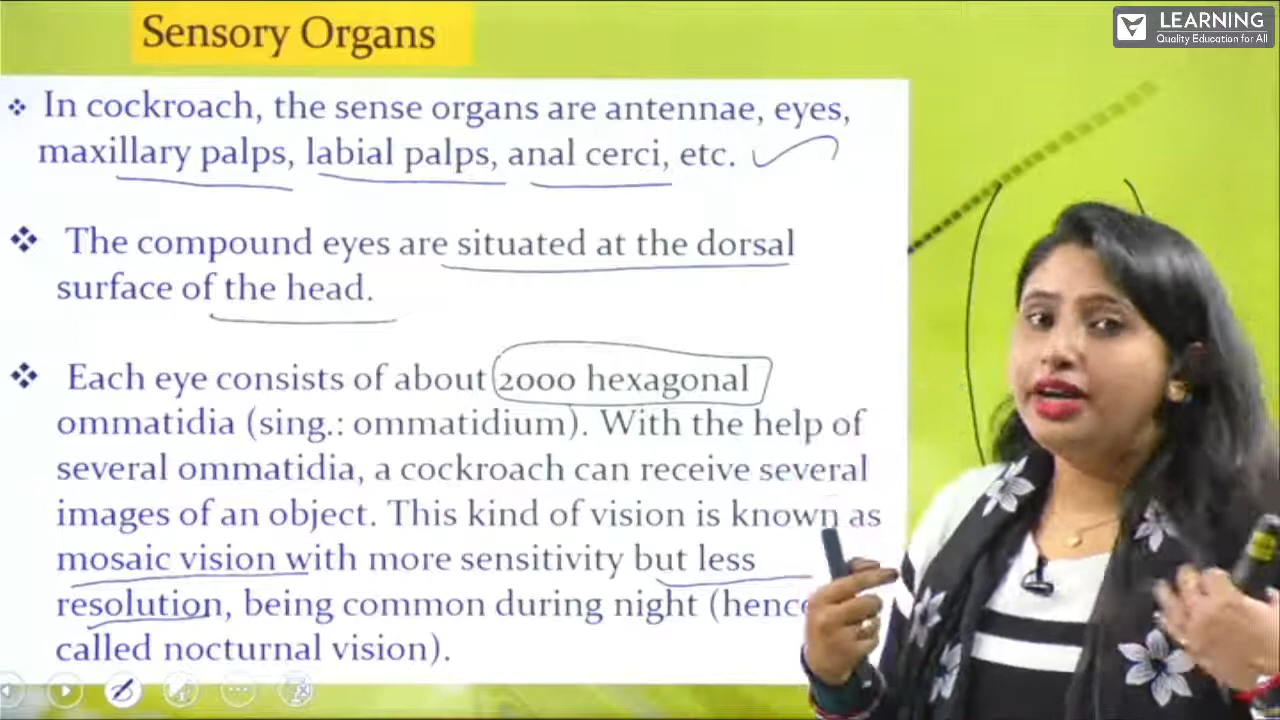 Sensory Organs
LEARNING
Quality Education for All
❖ In cockroach, the sense organs are antennae, eyes,
maxillary palps, labial palps, anal cerci, etc.
❖ The compound eyes are situated at the dorsal
surface of the head.
❖ Each eye consists of about 2000 hexagonal
ommatidia (sing.: ommatidium). With the help of
several ommatidia, a cockroach can receive several
images of an object. This kind of vision is known as
mosaic vision with more sensitivity but less
resolution, being common during night (hence
called nocturnal vision).